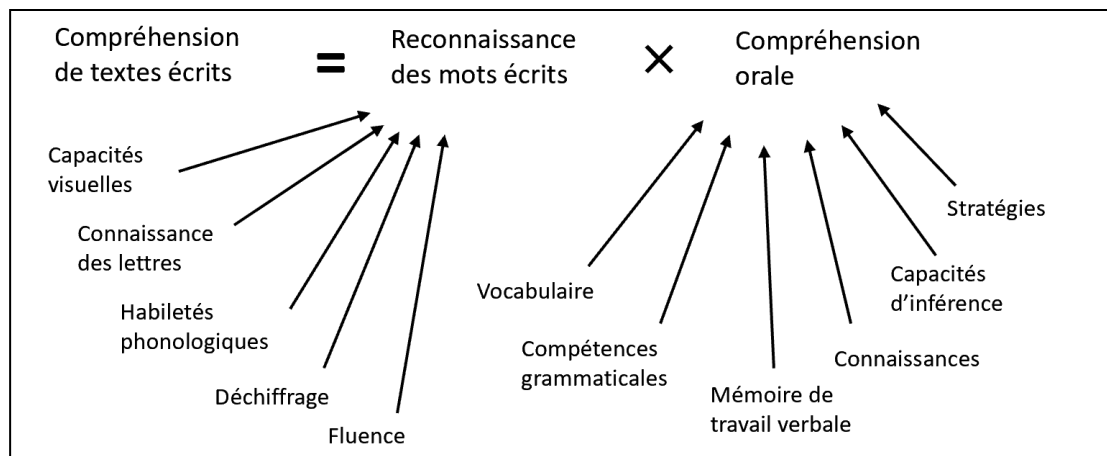 Compréhension
de textes écrits
=
Reconnaissance
des mots écrits
×
Compréhension
orale
Capacités
visuelles
Connaissance
des lettres
Habiletés
phonologiques
Déchiffrage
Fluence
Vocabulaire
Compétences
grammaticales
Mémoire de
travail verbale
Connaissances
Capacités
d’inférence
Stratégies